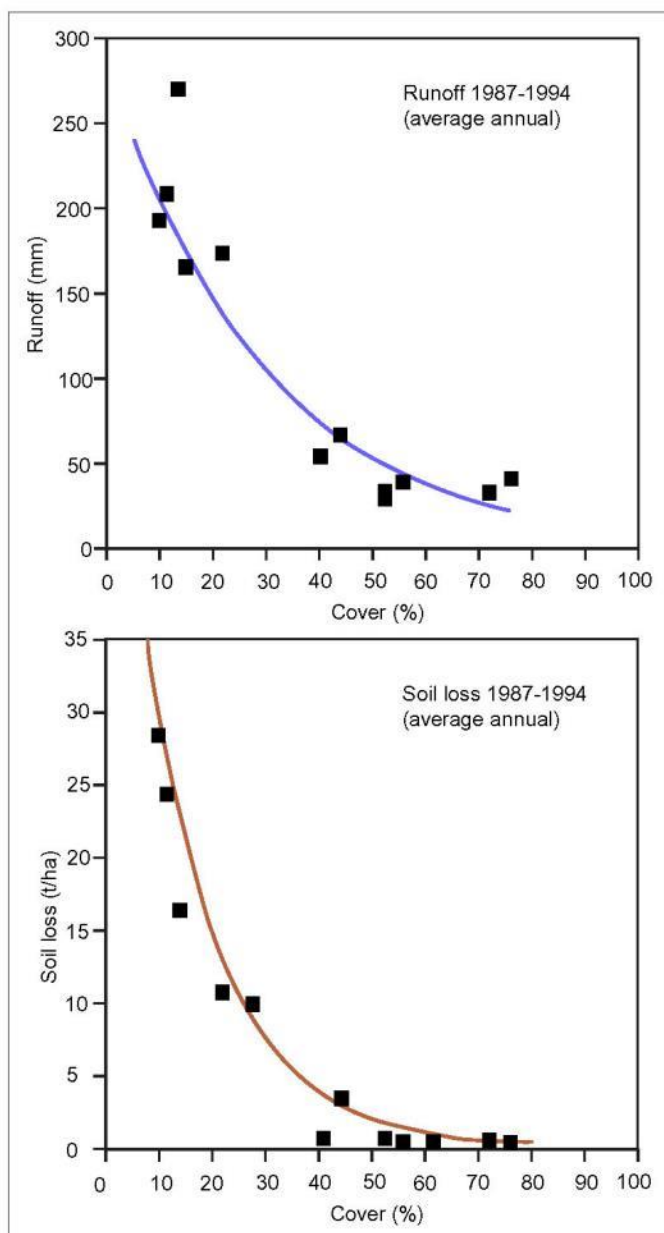 300
250
200
150
100
50
0
Runoff (mm)
Runoff 1987-1994
(average annual)
0 10 20 30 40 50 60 70 80 90 100
Cover (%)
35
30
25
20
15
10
5
0
Soil loss (t/ha)
Soil loss 1987-1994
(average annual)
0 10 20 30 40 50 60 70 80 90 100
Cover (%)